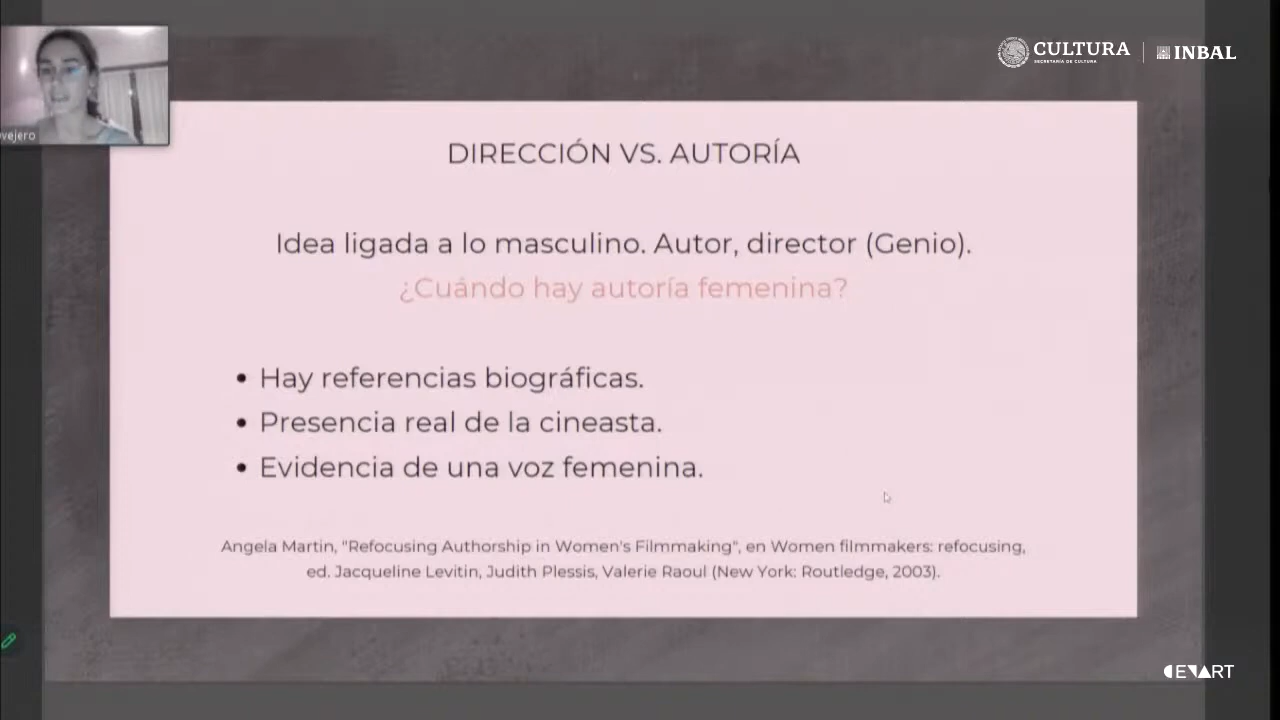 CULTURA
SECRETARÍA DE CULTURA
INBAL
vejero
DIRECCIÓN VS. AUTORÍA
Idea ligada a lo masculino. Autor, director (Genio).
¿Cuándo hay autoría femenina?
• Hay referencias biográficas.
• Presencia real de la cineasta.
• Evidencia de una voz femenina.
Angela Martin, "Refocusing Authorship in Women's Filmmaking", en Women filmmakers: refocusing,
ed. Jacqueline Levitin, Judith Plessis, Valerie Raoul (New York: Routledge, 2003).
CENART